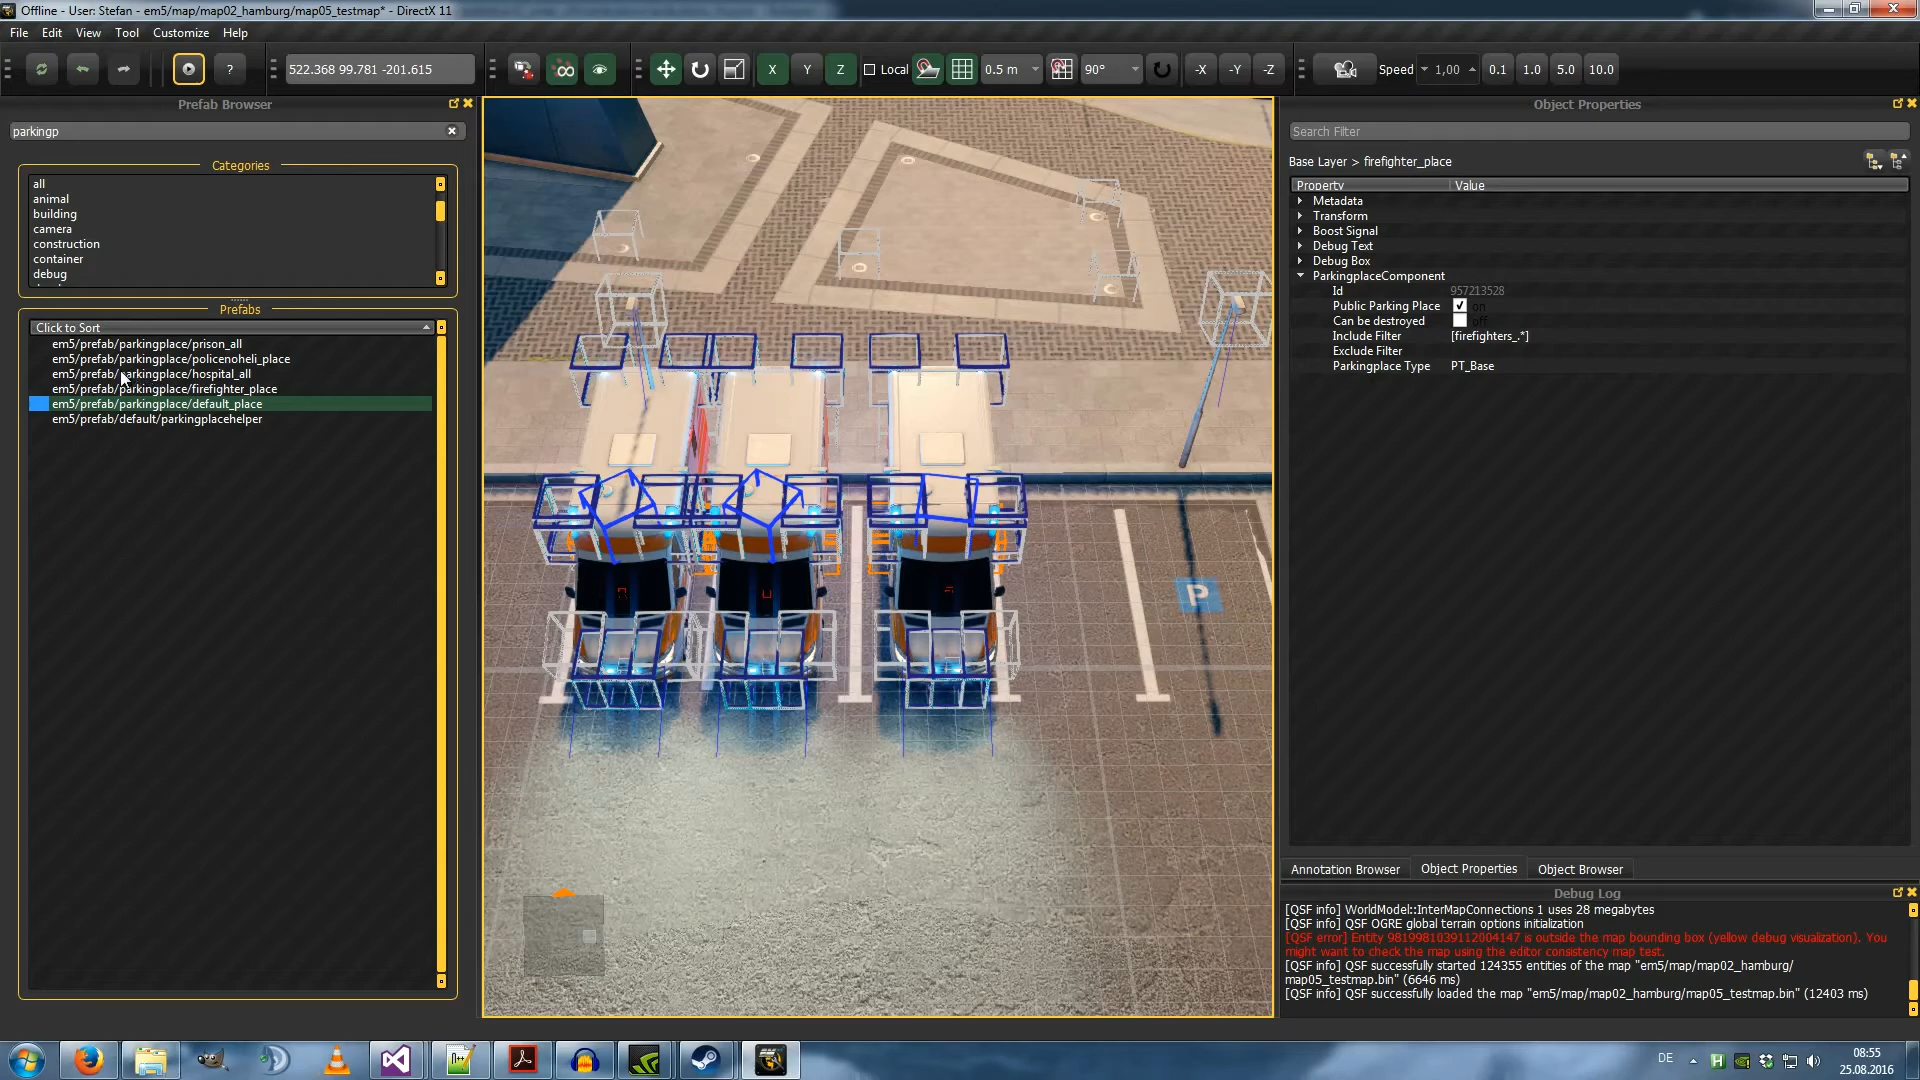 Offline - User: Stefan - em5/map/map02_hamburg/map05_testmap* - DirectX 11
File Edit View Tool Customize Help
? 522.368 99.781 -201.615 X Y Z Local 0.5 m 90° -X -Y -Z Speed 1,00 0.1 1.0 5.0 10.0
Prefab Browser
parkingp
Categories
all
animal
building
camera
construction
container
debug
Prefabs
Click to Sort
em5/prefab/parkingplace/prison_all
em5/prefab/parkingplace/policenoheli_place
em5/prefab/parkingplace/hospital_all
em5/prefab/parkingplace/firefighter_place
em5/prefab/parkingplace/default_place
em5/prefab/default/parkingplacehelper
P
Object Properties
Search Filter
Base Layer > firefighter_place
Property Value
Metadata
Transform
Boost Signal
Debug Text
Debug Box
ParkingplaceComponent
Id 957213528
Public Parking Place on
Can be destroyed off
Include Filter [firefighters_.*]
Exclude Filter
Parkingplace Type PT_Base
Annotation Browser Object Properties Object Browser
Debug Log
[QSF info] WorldModel::InterMapConnections 1 uses 28 megabytes
[QSF info] QSF OGRE global terrain options initialization
[QSF error] Entity 9819981039112004147 is outside the map bounding box (yellow debug visualization). You
might want to check the map using the editor consistency map test.
[QSF info] QSF successfully started 124355 entities of the map "em5/map/map02_hamburg/
map05_testmap.bin" (6646 ms)
[QSF info] QSF successfully loaded the map "em5/map/map02_hamburg/map05_testmap.bin" (12403 ms)
DE
08:55
25.08.2016